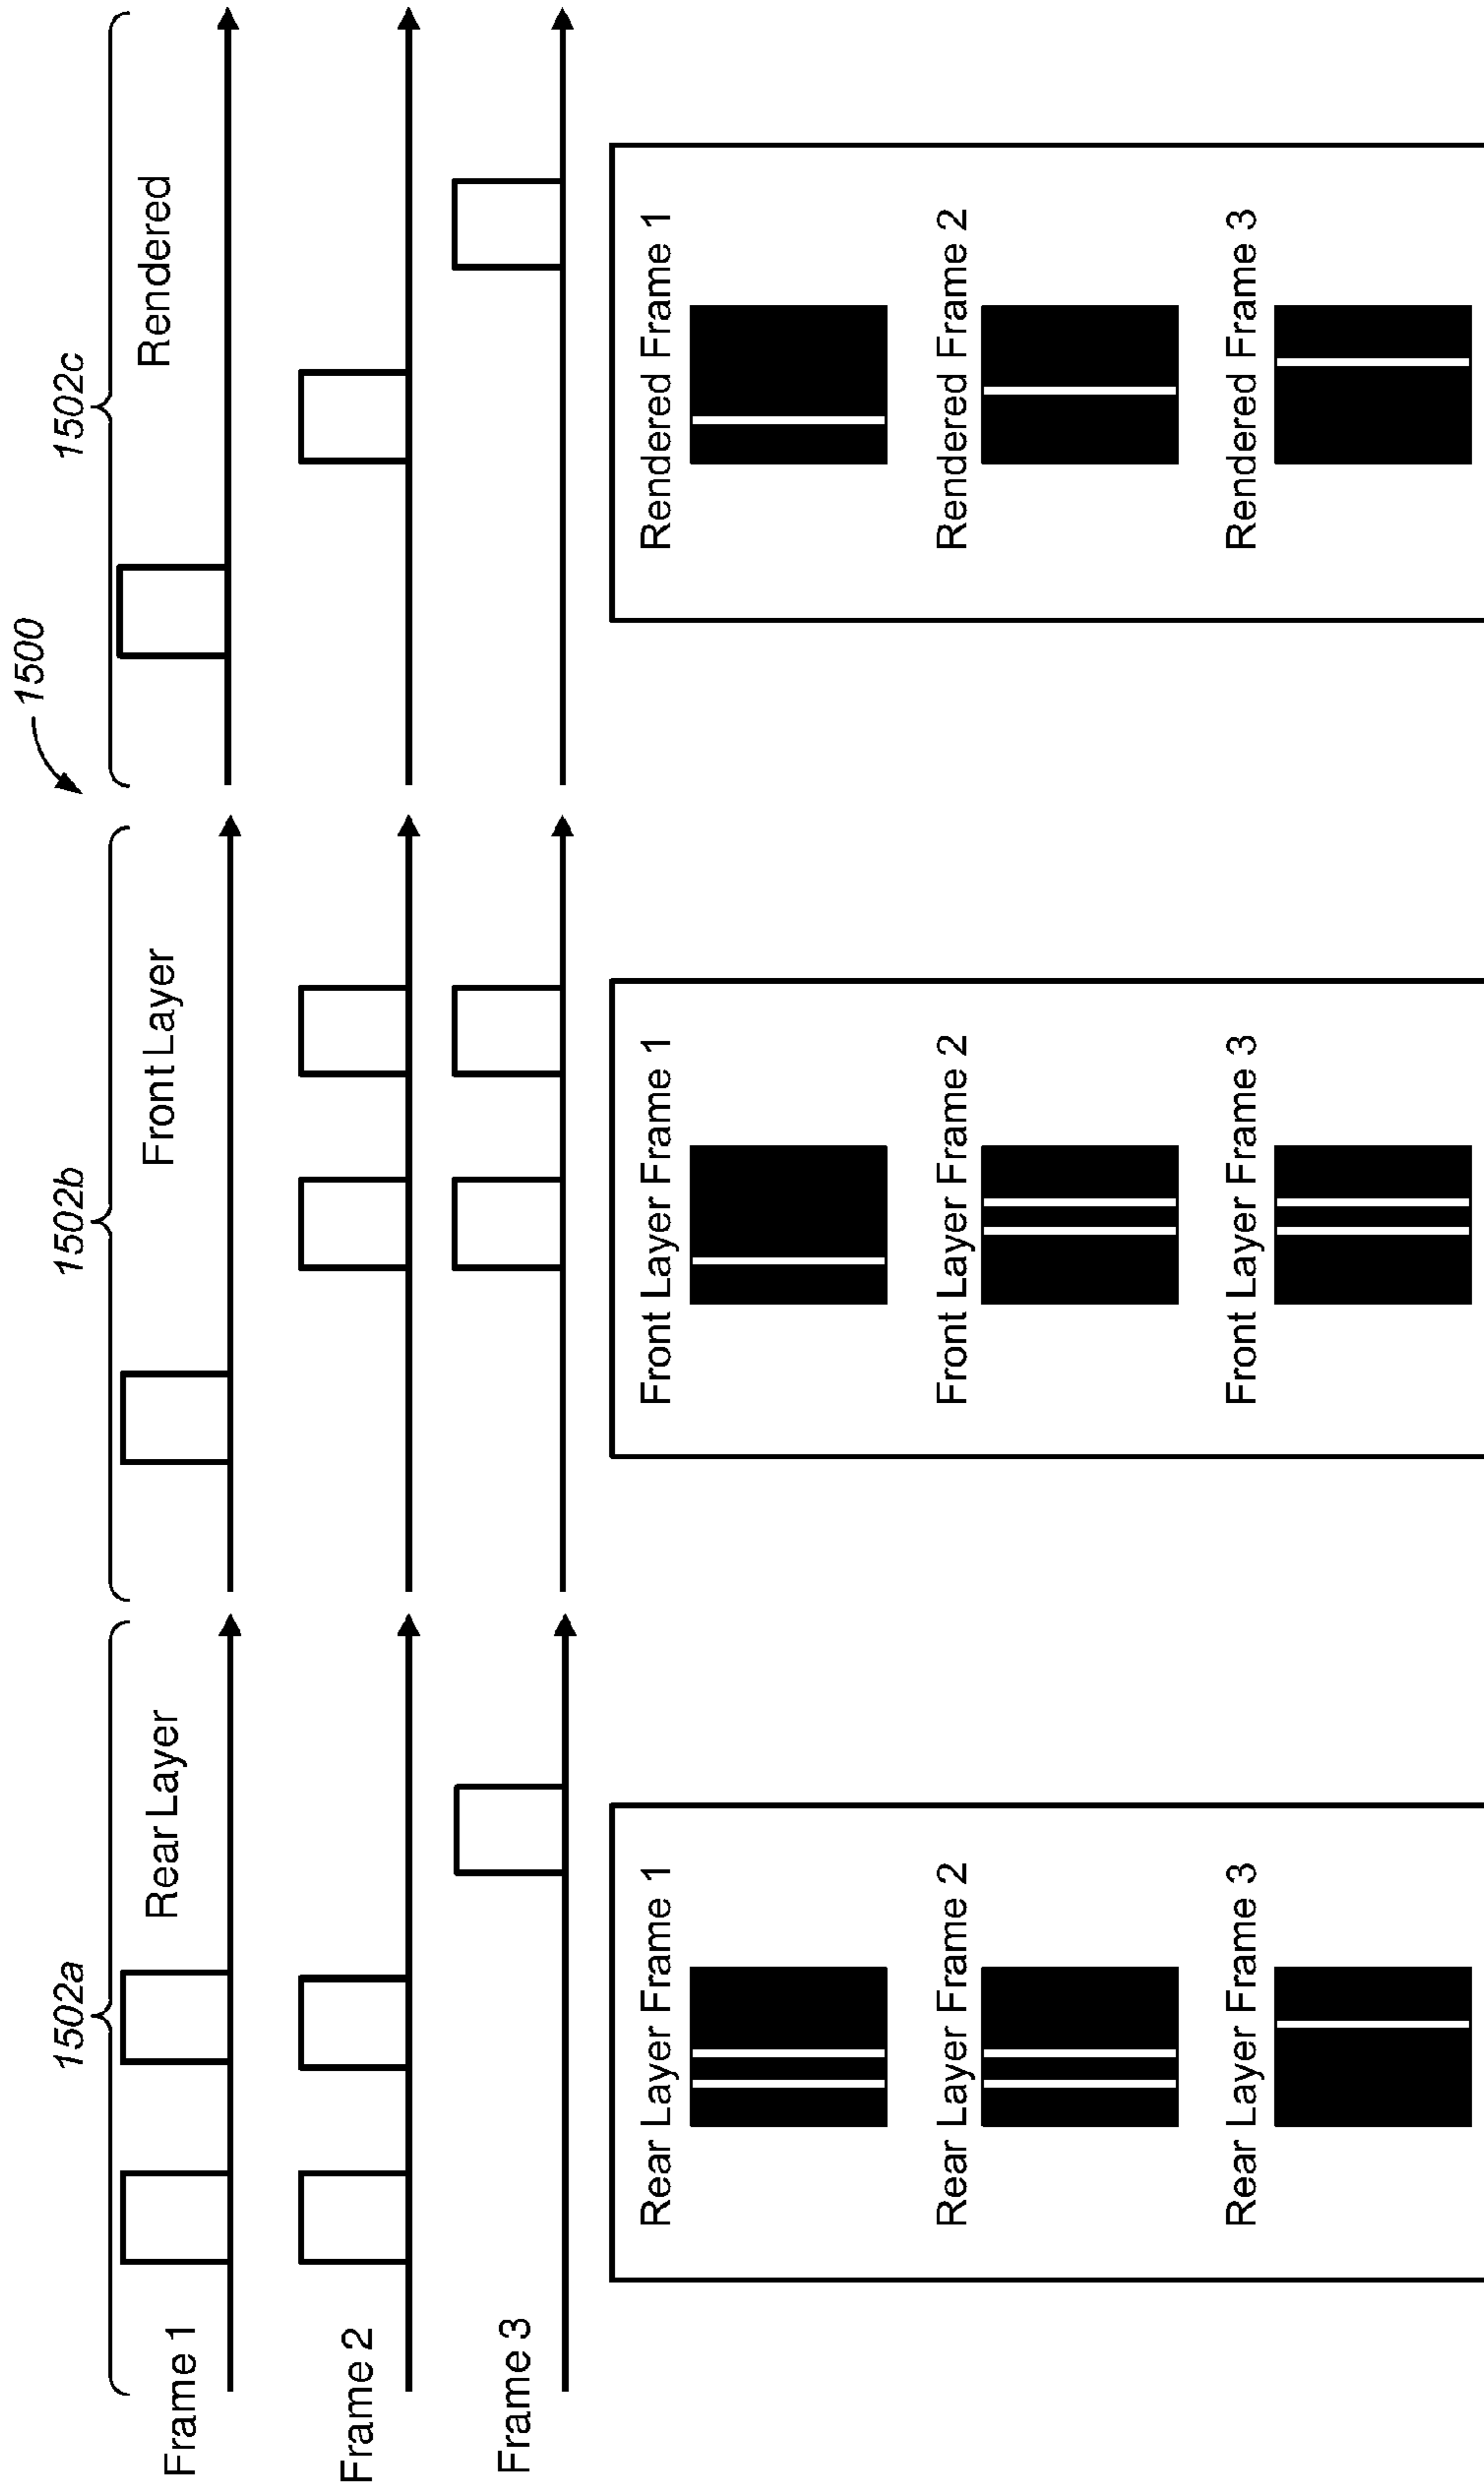 1500
1502a
1502b
1502c
Rear Layer
Front Layer
Rendered
Frame 1
Frame 2
Frame 3
Rear Layer Frame 1
Front Layer Frame 1
Rendered Frame 1
Rear Layer Frame 2
Front Layer Frame 2
Rendered Frame 2
Rear Layer Frame 3
Front Layer Frame 3
Rendered Frame 3